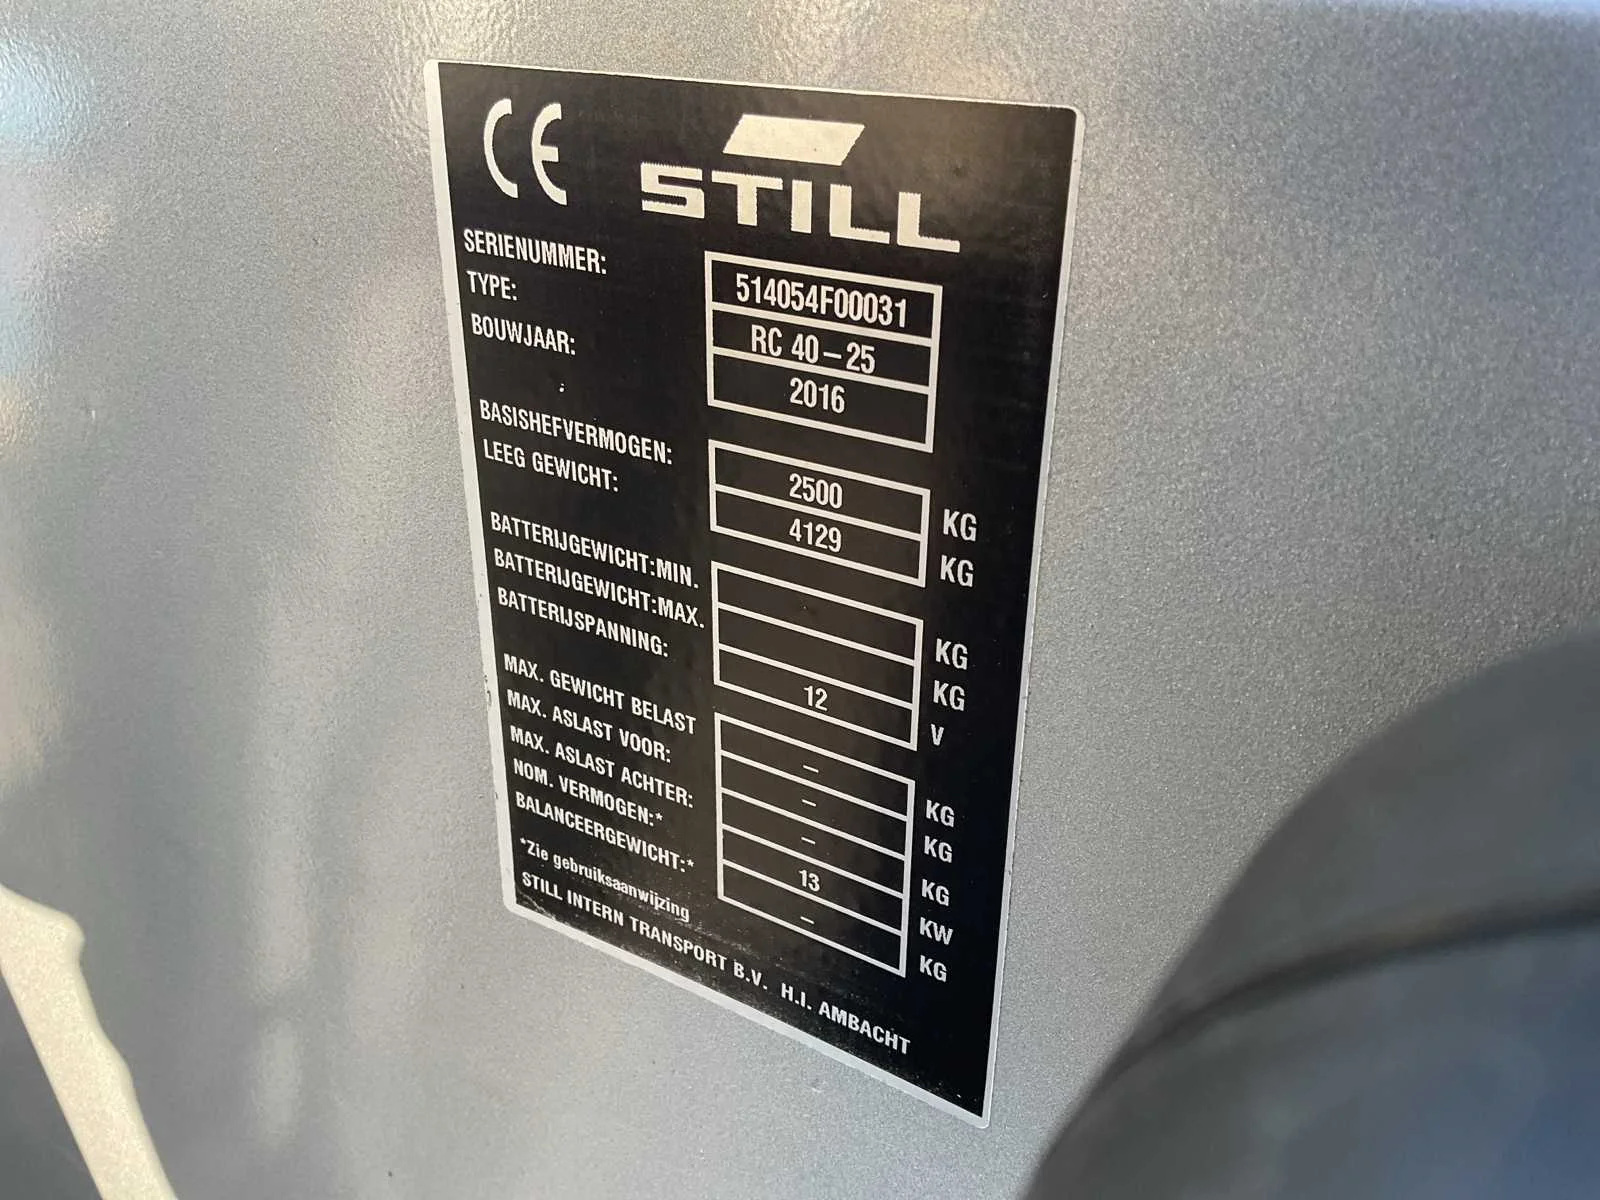 CE STILL
SERIENUMMER: 514054F00031
TYPE: RC 40-25
BOUWJAAR: 2016
BASISHEFVERMOGEN: 2500 KG
LEEG GEWICHT: 4129 KG
BATTERIJGEWICHT:MIN. KG
BATTERIJGEWICHT:MAX. KG
BATTERIJSPANNING: 12 V
MAX. GEWICHT BELAST - KG
MAX. ASLAST VOOR: - KG
MAX. ASLAST ACHTER: - KG
NOM. VERMOGEN:* 13 KW
BALANCEERGEWICHT:* - KG
*Zie gebruiksaanwijzing
STILL INTERN TRANSPORT B.V. H.I. AMBACHT